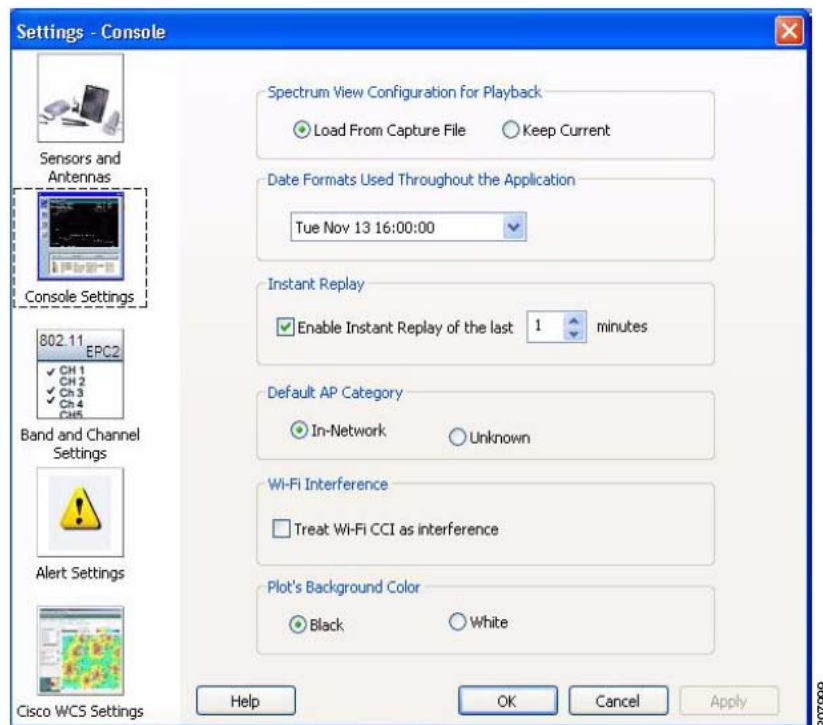 Settings - Console
Sensors and
Antennas
Console Settings
802.11
EPC2
CH 1
CH 2
Ch 3
Ch 4
CH5
Band and Channel
Settings
Alert Settings
Cisco WCS Settings
Spectrum View Configuration for Playback
Load From Capture File
Keep Current
Date Formats Used Throughout the Application
Tue Nov 13 16:00:00
Instant Replay
Enable Instant Replay of the last 1 minutes
Default AP Category
In-Network
Unknown
Wi-Fi Interference
Treat Wi-Fi CCI as interference
Plot's Background Color
Black
White
Help
OK
Cancel
Apply